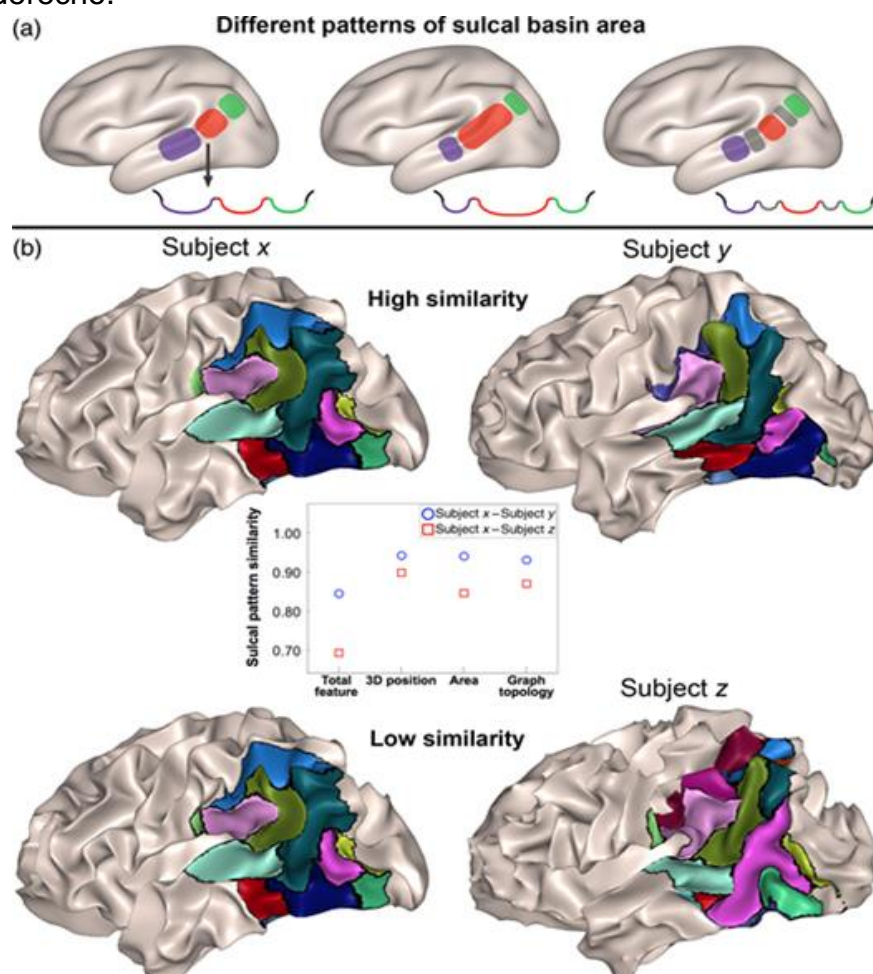 derecho.
(a) Different patterns of sulcal basin area
(b)
Subject x
Subject y
High similarity
Subject x – Subject y
Subject x – Subject z
Sulcal pattern similarity
1.00
0.90
0.80
0.70
Total feature
3D position
Area
Graph topology
Subject z
Low similarity